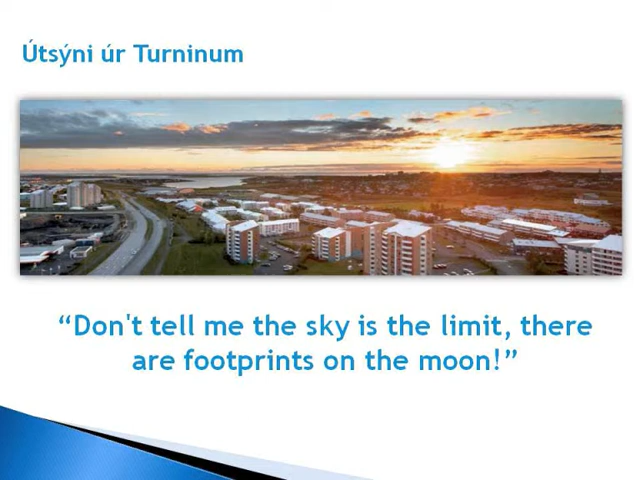 Útsýni úr Turninum
“Don't tell me the sky is the limit, there
are footprints on the moon!”